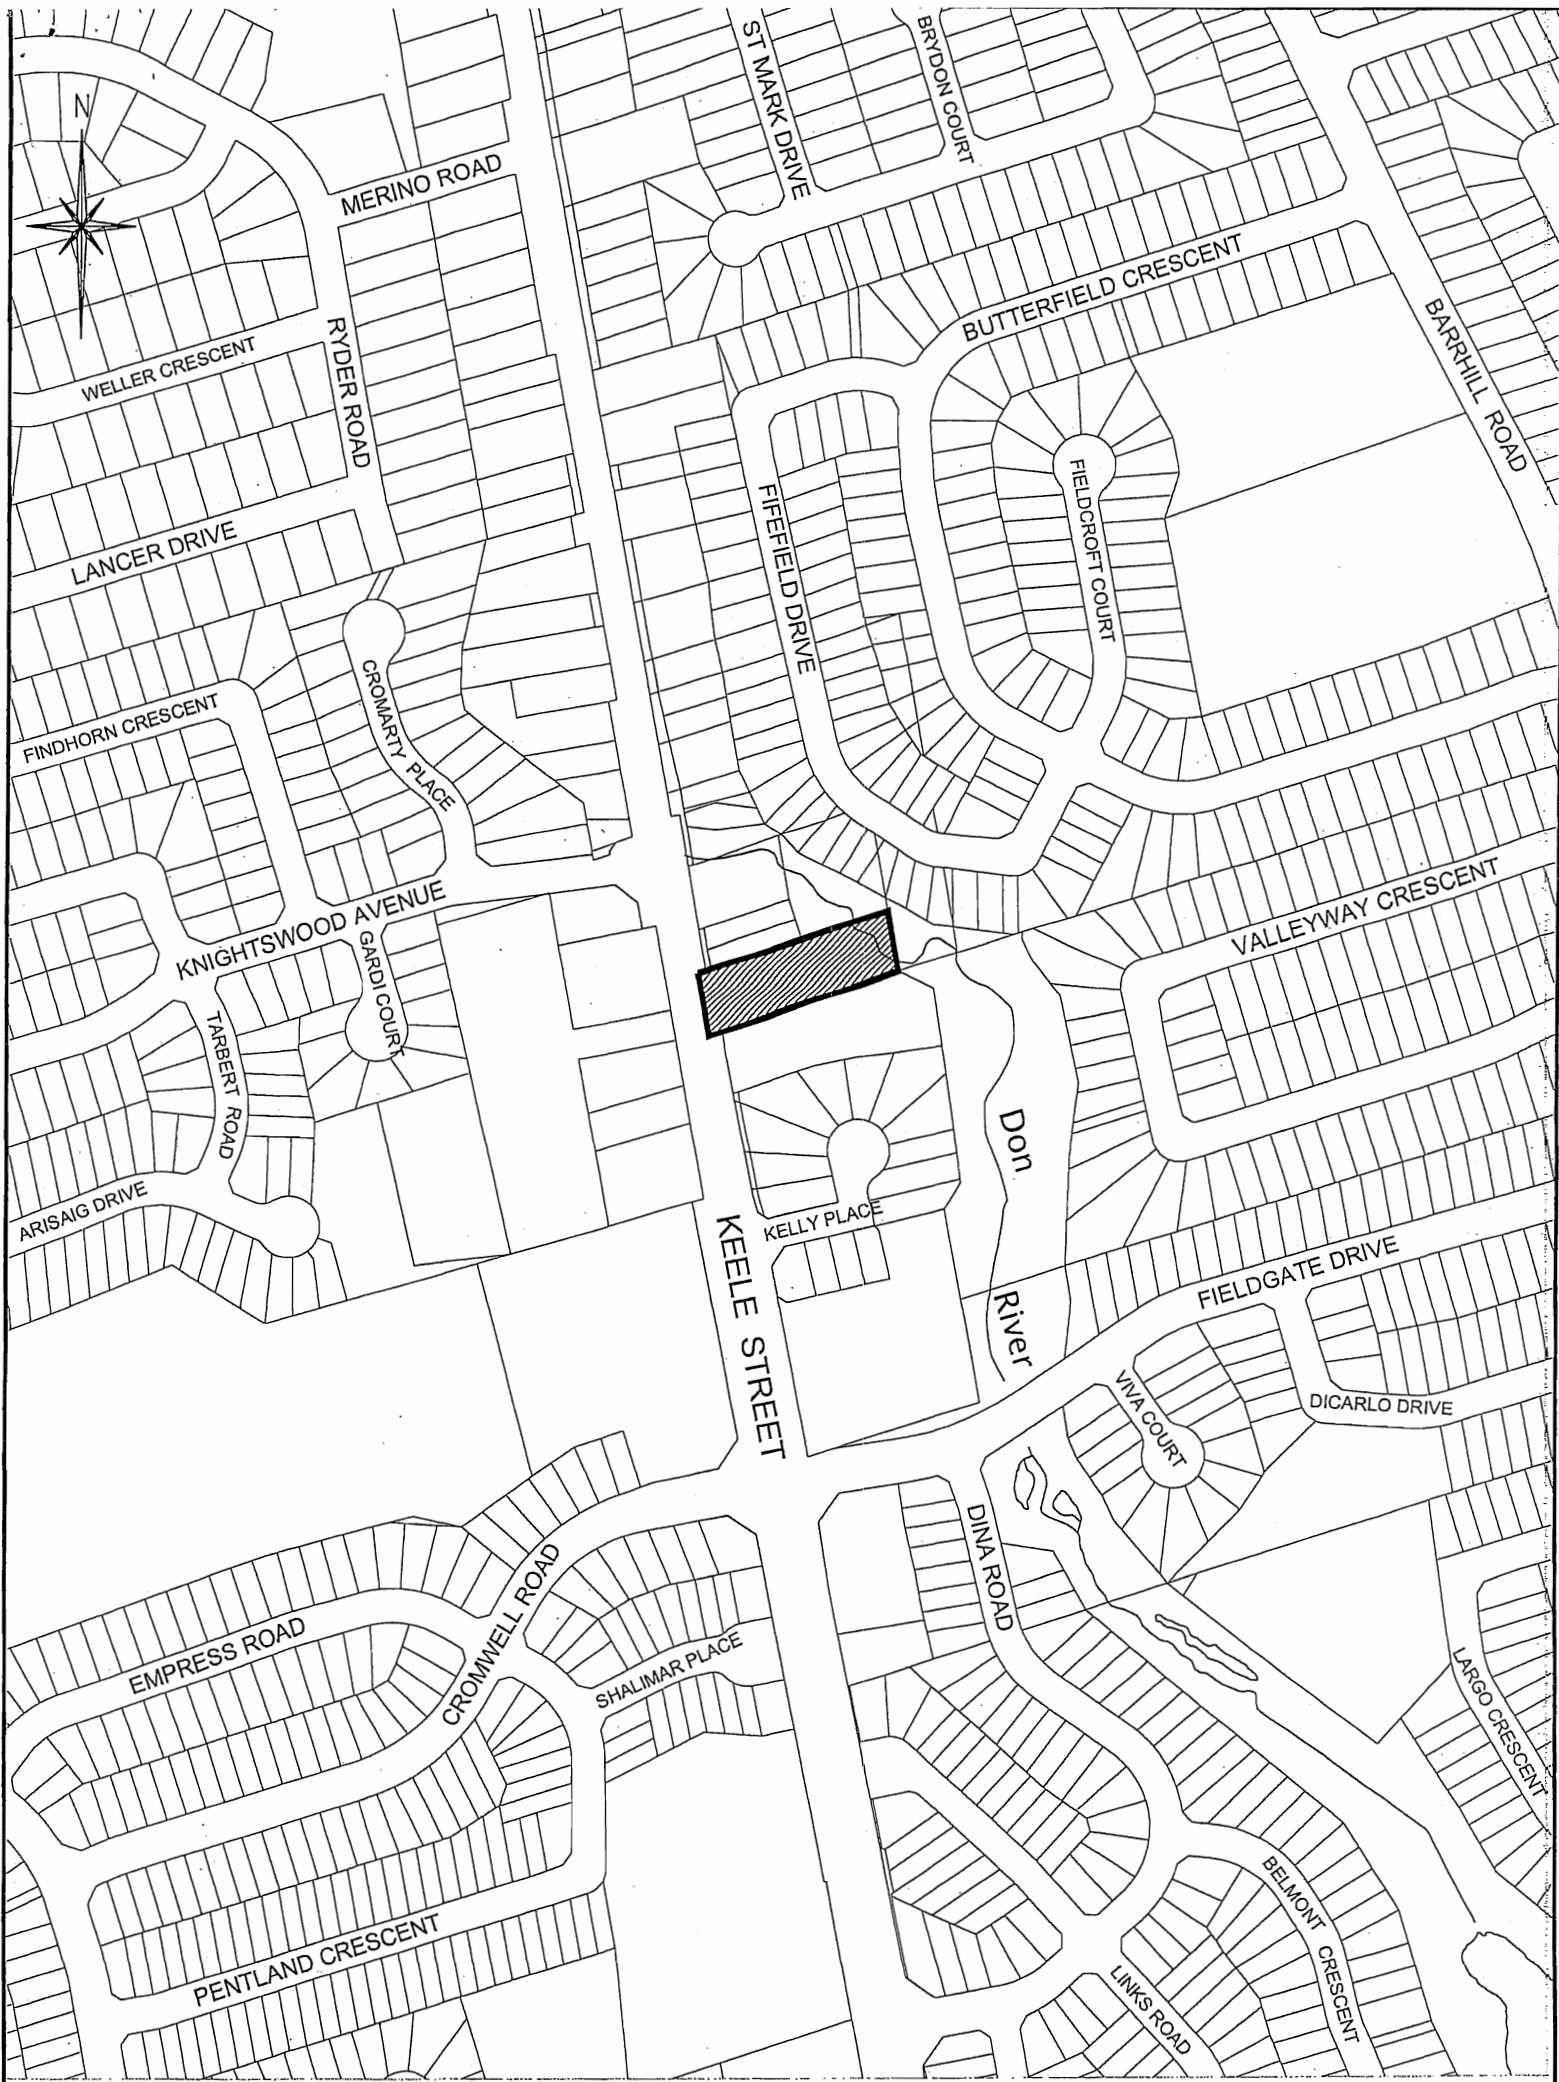 ST MARK DRIVE
BRYDON COURT
N
MERINO ROAD
BUTTERFIELD CRESCENT
BARRHILL ROAD
RYDER ROAD
WELLER CRESCENT
FIELDCROFT COURT
FIFEFIELD DRIVE
LANCER DRIVE
CROMARTY PLACE
FINDHORN CRESCENT
VALLEYWAY CRESCENT
KNIGHTSWOOD AVENUE
GARDI COURT
TARBERT ROAD
Don
River
ARISAIG DRIVE
KELLY PLACE
KEELE STREET
FIELDGATE DRIVE
VIVA COURT
DICARLO DRIVE
DINA ROAD
CROMWELL ROAD
EMPRESS ROAD
SHALIMAR PLACE
LARGO CRESCENT
BELMONT CRESCENT
PENTLAND CRESCENT
LINKS ROAD